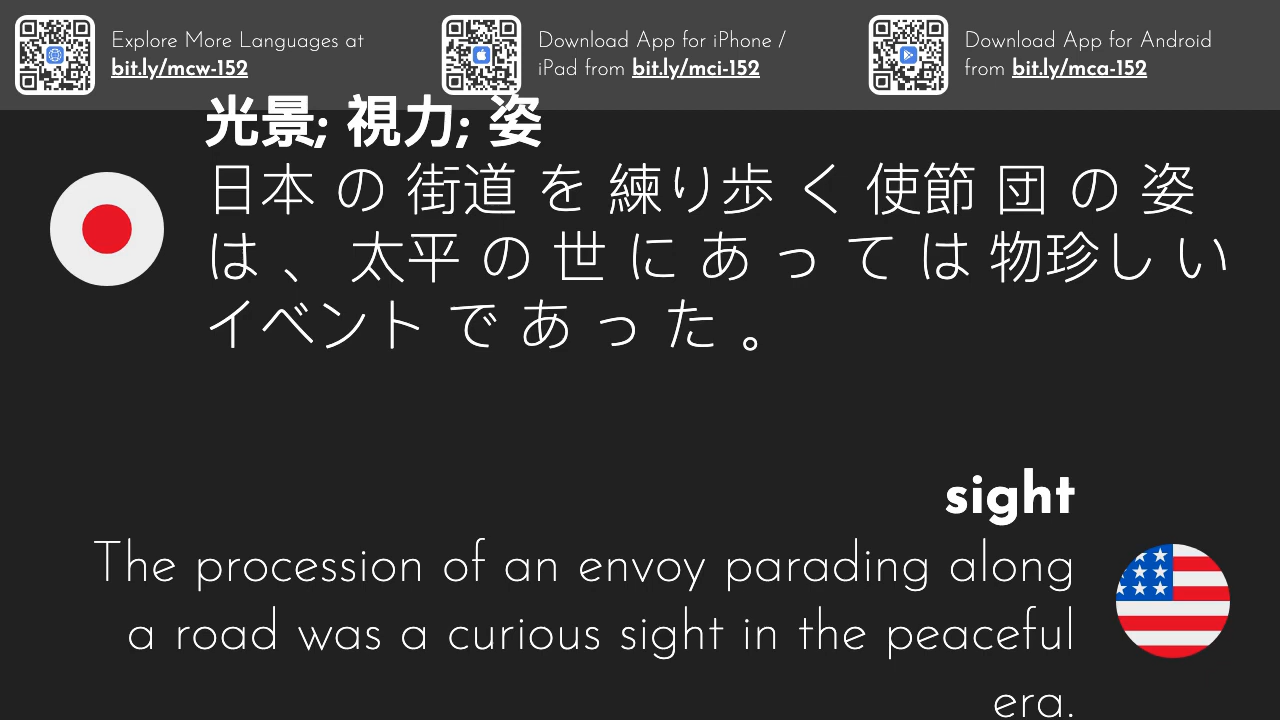 Explore More Languages at
bit.ly/mcw-152
Download App for iPhone /
iPad from bit.ly/mci-152
Download App for Android
from bit.ly/mca-152
光景; 視力; 姿
日本 の 街道 を 練り歩 く 使節 団 の 姿
は 、 太平 の 世 に あ っ て は 物珍し い
イベント で あ っ た 。
sight
The procession of an envoy parading along
a road was a curious sight in the peaceful
era.